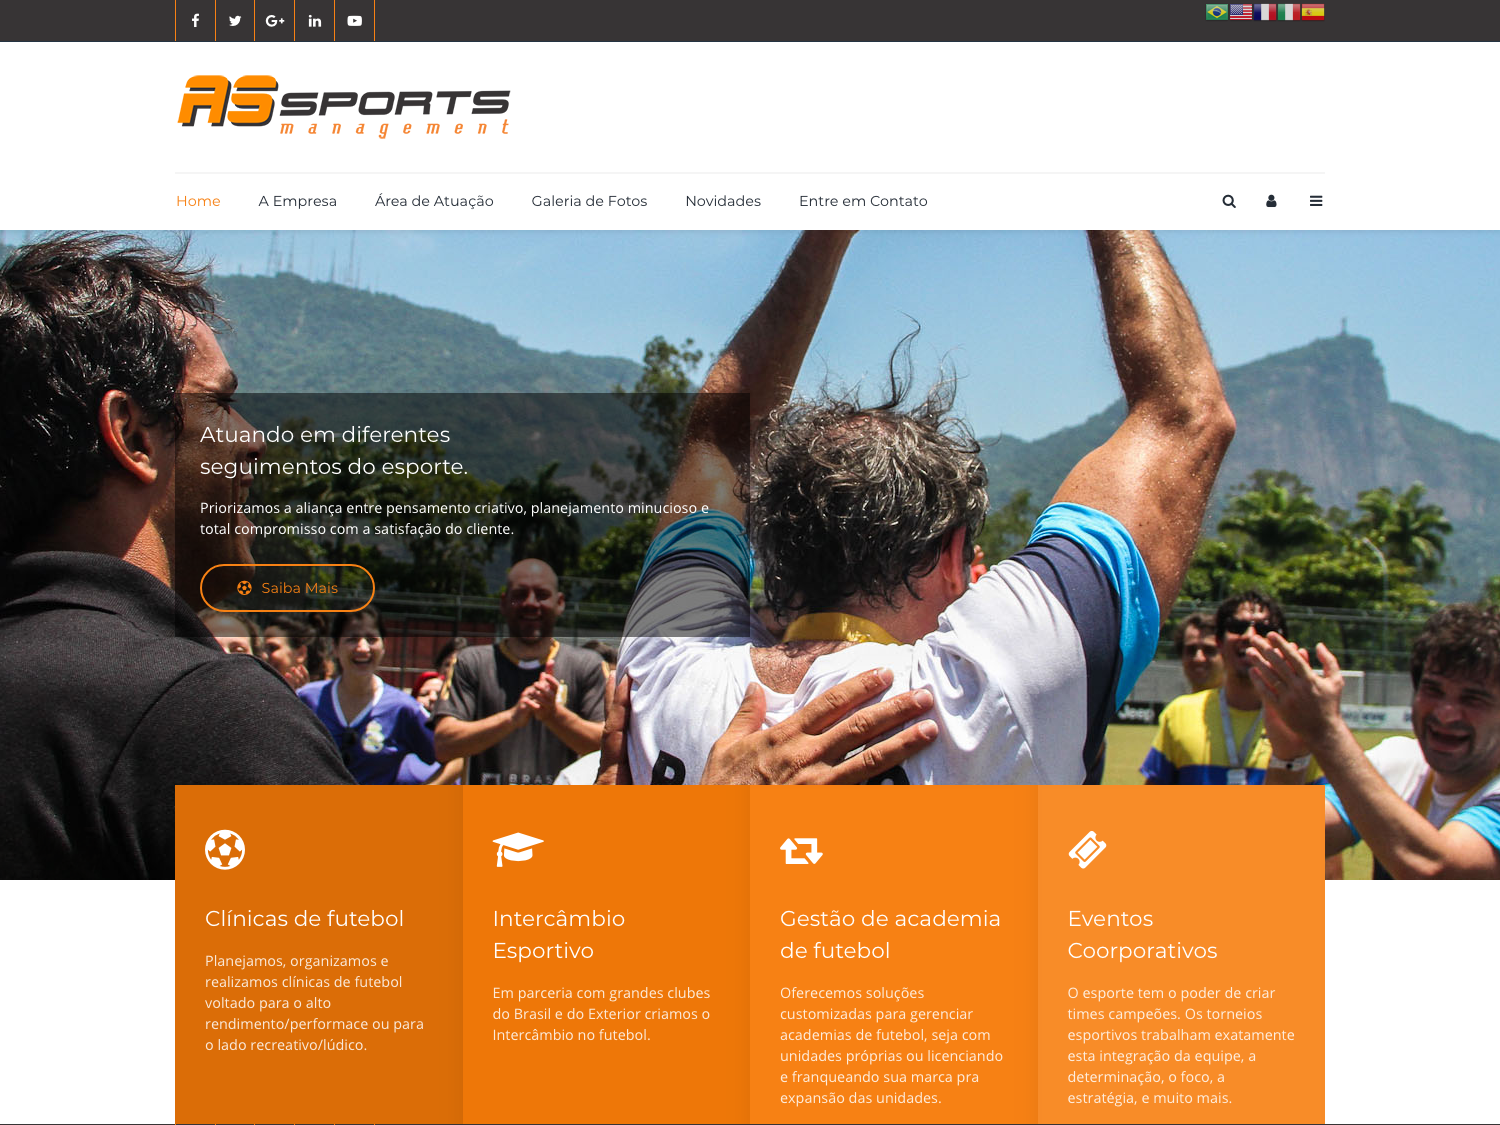 AS SPORTS
management
Home
A Empresa
Área de Atuação
Galeria de Fotos
Novidades
Entre em Contato
Atuando em diferentes
seguimentos do esporte.
Priorizamos a aliança entre pensamento criativo, planejamento minucioso e
total compromisso com a satisfação do cliente.
Saiba Mais
Jeep
BRAS
Clínicas de futebol
Planejamos, organizamos e
realizamos clínicas de futebol
voltado para o alto
rendimento/performace ou para
o lado recreativo/lúdico.
Intercâmbio
Esportivo
Em parceria com grandes clubes
do Brasil e do Exterior criamos o
Intercâmbio no futebol.
Gestão de academia
de futebol
Oferecemos soluções
customizadas para gerenciar
academias de futebol, seja com
unidades próprias ou licenciando
e franqueando sua marca pra
expansão das unidades.
Eventos
Coorporativos
O esporte tem o poder de criar
times campeões. Os torneios
esportivos trabalham exatamente
esta integração da equipe, a
determinação, o foco, a
estratégia, e muito mais.